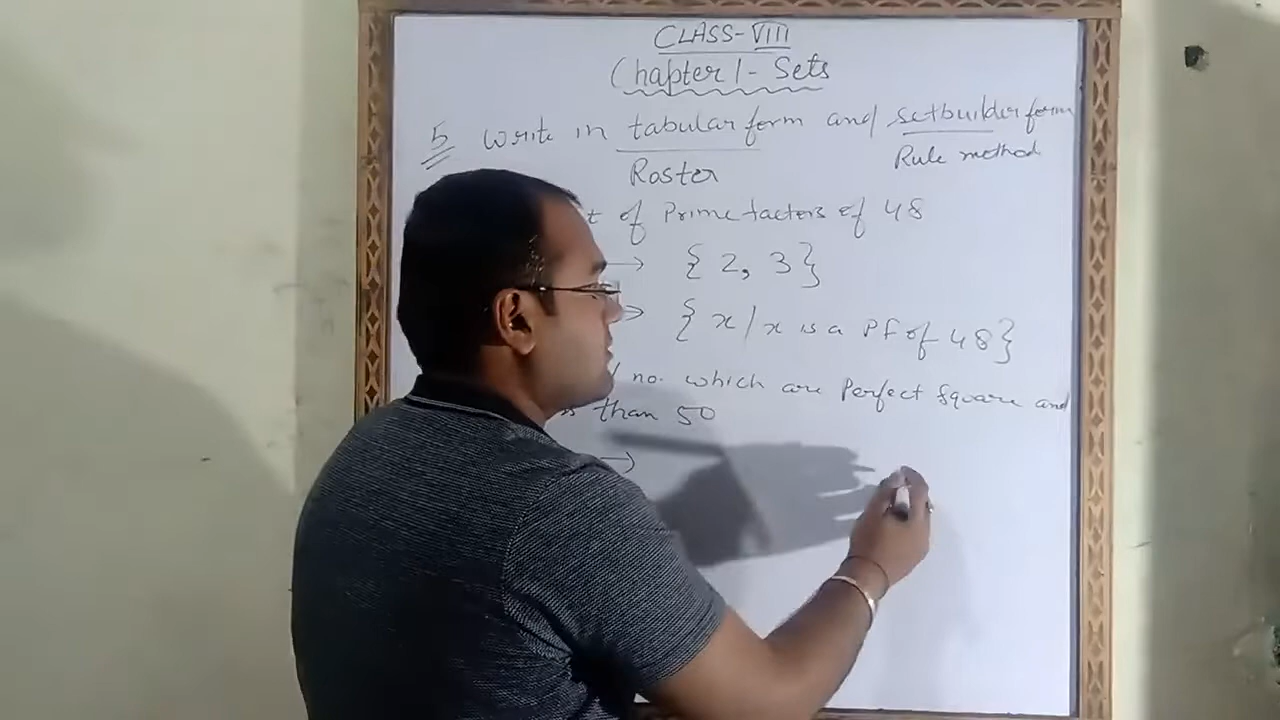 CLASS-VIII
Chapter 1 - Sets
5 Write in tabular form and setbuilder form
Roster Rule method
t of Prime factors of 48
→ { 2, 3 }
→ { x / x is a PF of 48 }
no. which are Perfect Square and
than 50
→